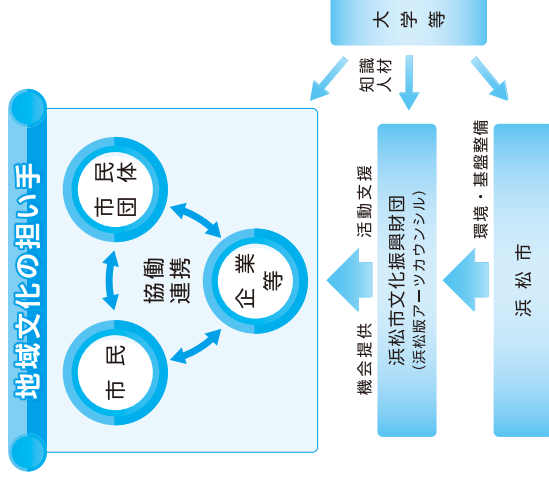 地域文化の担い手
市民
団体
市民
協働
連携
企業
等
機会提供
活動支援
浜松市文化振興財団
（浜松版アーツカウンシル）
環境・基盤整備
浜松市
知識
人材
大学等